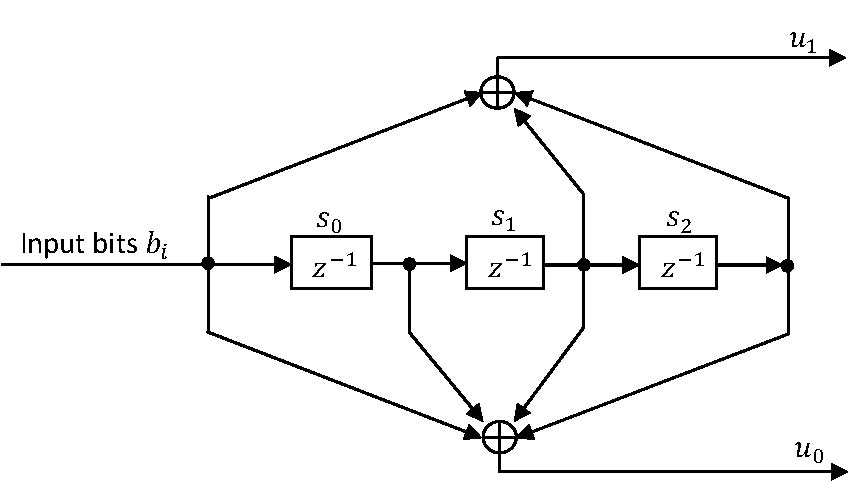 u₁
s₀ s₁ s₂
Input bits bᵢ
z⁻¹ z⁻¹ z⁻¹
u₀